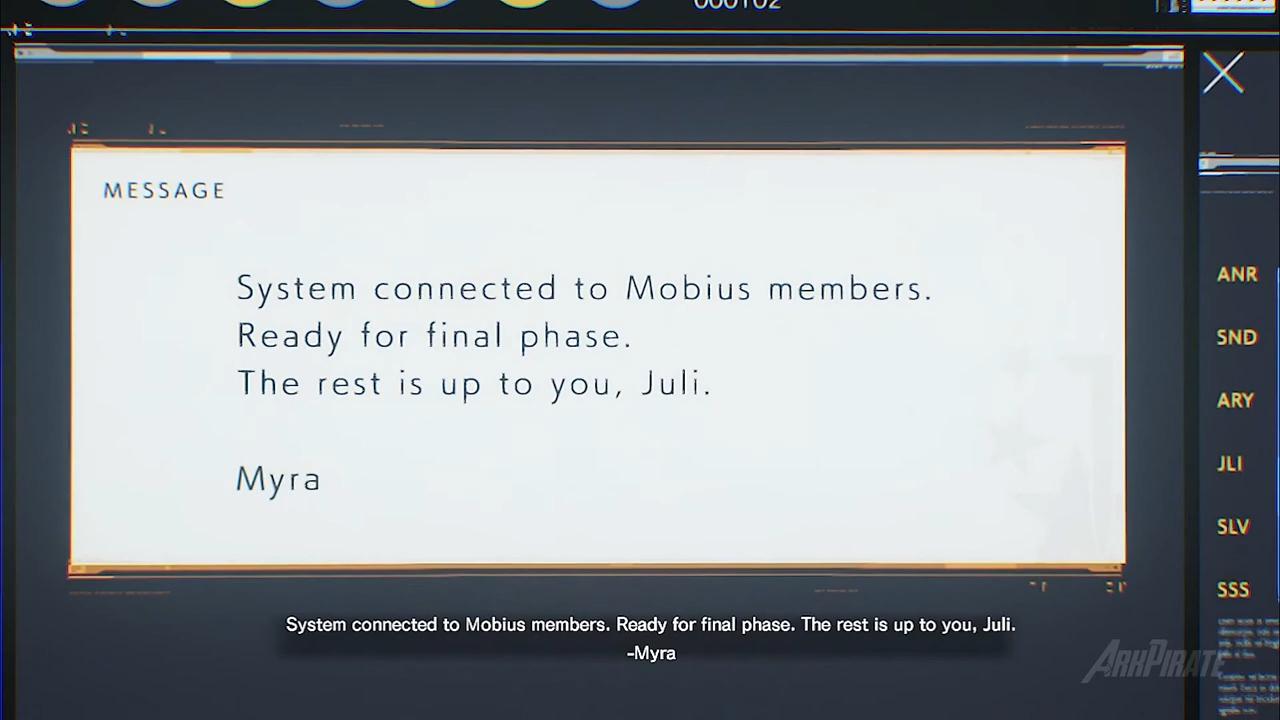 000102
MESSAGE
System connected to Mobius members.
Ready for final phase.
The rest is up to you, Juli.
Myra
ANR
SND
ARY
JLI
SLV
SSS
System connected to Mobius members. Ready for final phase. The rest is up to you, Juli.
-Myra
ARKPIRATE